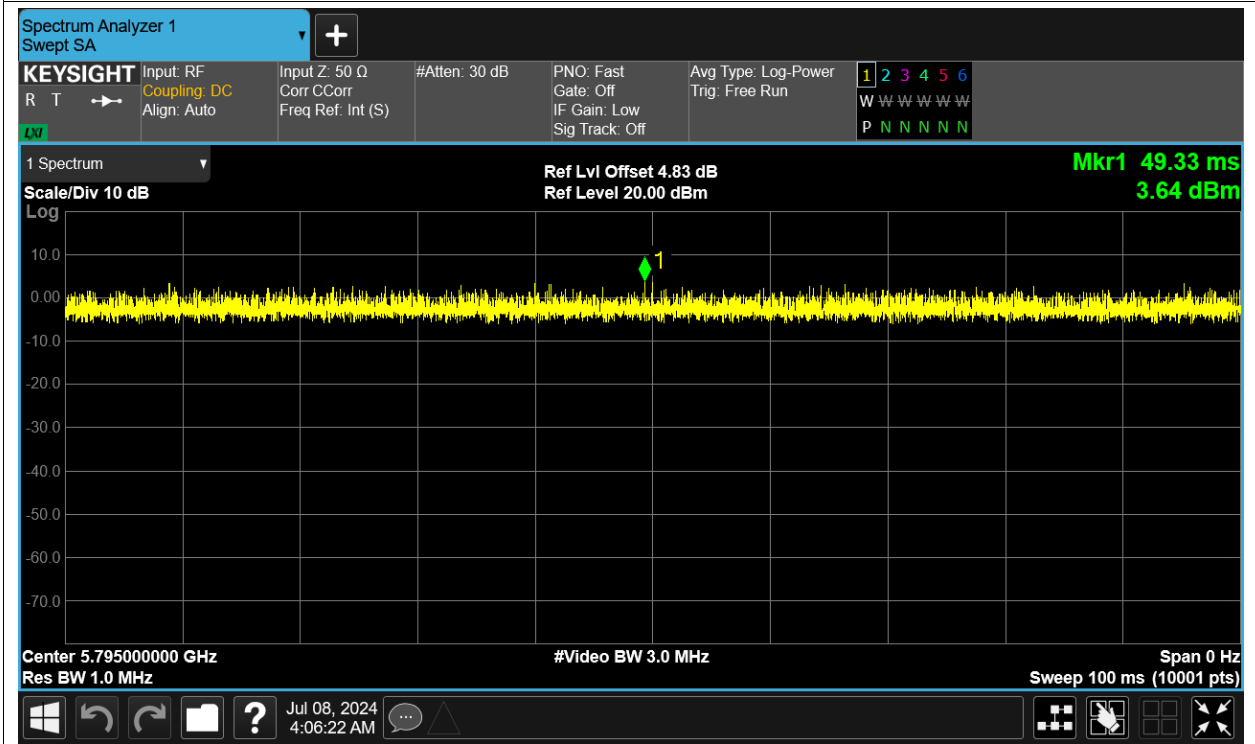 Spectrum Analyzer 1
Swept SA
+
KEYSIGHT
R T
LXI
Input: RF
Coupling: DC
Align: Auto
Input Z: 50 Ω
Corr CCorr
Freq Ref: Int (S)
#Atten: 30 dB
PNO: Fast
Gate: Off
IF Gain: Low
Sig Track: Off
Avg Type: Log-Power
Trig: Free Run
1 2 3 4 5 6
W W W W W W
P N N N N N
1 Spectrum
Scale/Div 10 dB
Ref Lvl Offset 4.83 dB
Ref Level 20.00 dBm
Mkr1 49.33 ms
3.64 dBm
Log
10.0
0.00
-10.0
-20.0
-30.0
-40.0
-50.0
-60.0
-70.0
1
Center 5.795000000 GHz
Res BW 1.0 MHz
#Video BW 3.0 MHz
Span 0 Hz
Sweep 100 ms (10001 pts)
?
Jul 08, 2024
4:06:22 AM